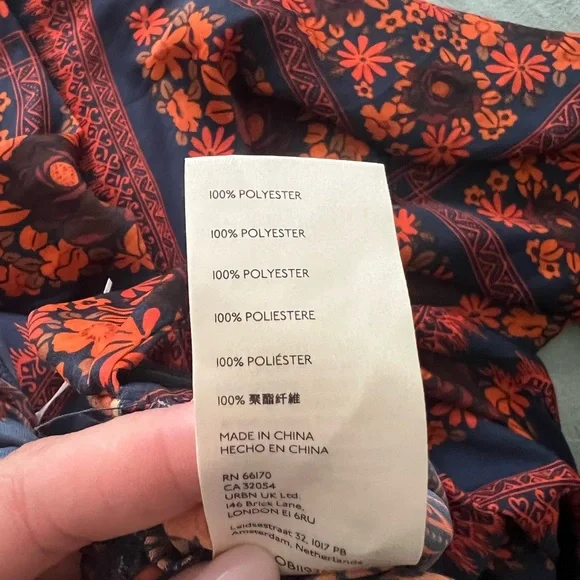 100% POLYESTER
100% POLYESTER
100% POLYESTER
100% POLIESTERE
100% POLIÉSTER
100% 聚酯纤維
MADE IN CHINA
HECHO EN CHINA
RN 66170
CA 32054
URBN UK Ltd.
146 Brick Lane,
LONDON E1 6RU
Leidsestraat 32, 1017 PB
Amsterdam, Netherlands